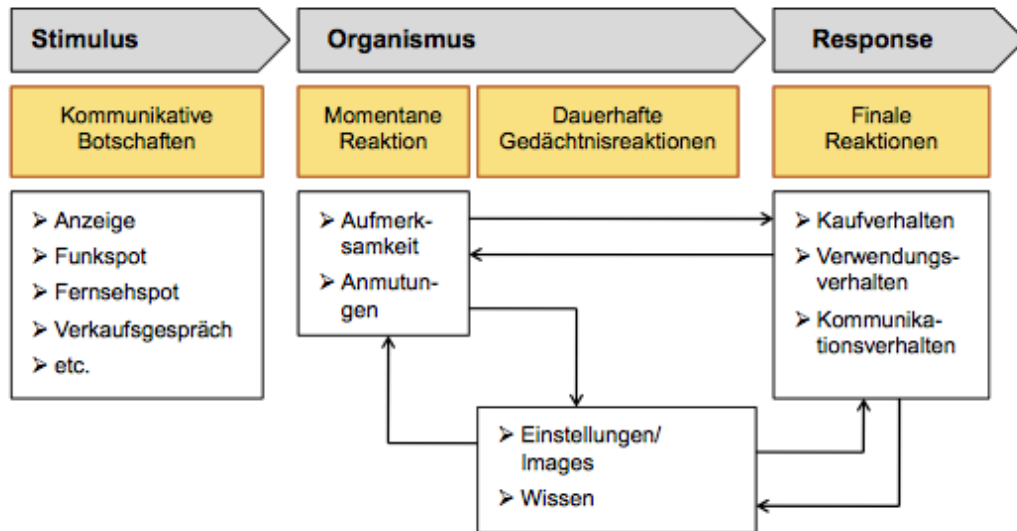 Stimulus
Organismus
Response
Kommunikative
Botschaften
Momentane
Reaktion
Dauerhafte
Gedächtnisreaktionen
Finale
Reaktionen
➢ Anzeige
➢ Funkspot
➢ Fernsehspot
➢ Verkaufsgespräch
➢ etc.
➢ Aufmerk-
samkeit
➢ Anmutun-
gen
➢ Kaufverhalten
➢ Verwendungs-
verhalten
➢ Kommunika-
tionsverhalten
➢ Einstellungen/
Images
➢ Wissen